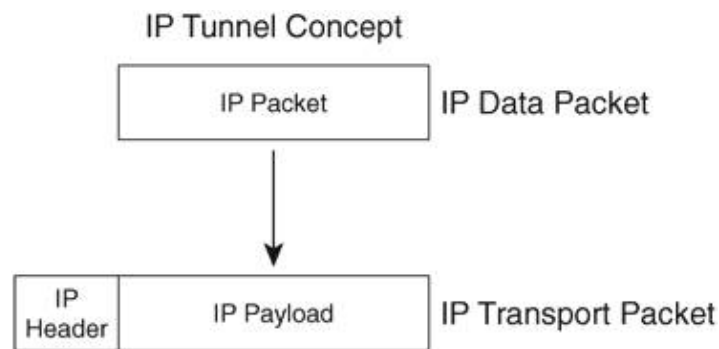 IP Tunnel Concept
IP Packet
IP Data Packet
IP
Header
IP Payload
IP Transport Packet